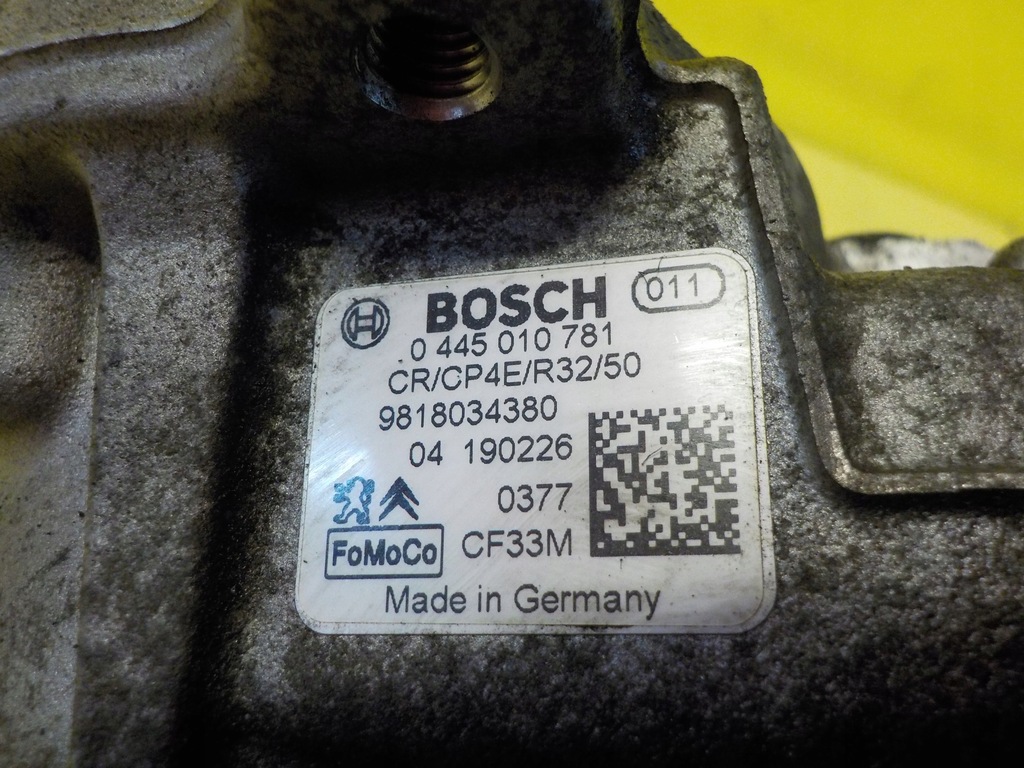 BOSCH 011
0 445 010 781
CR/CP4E/R32/50
9818034380
04 190226
0377
FoMoCo CF33M
Made in Germany